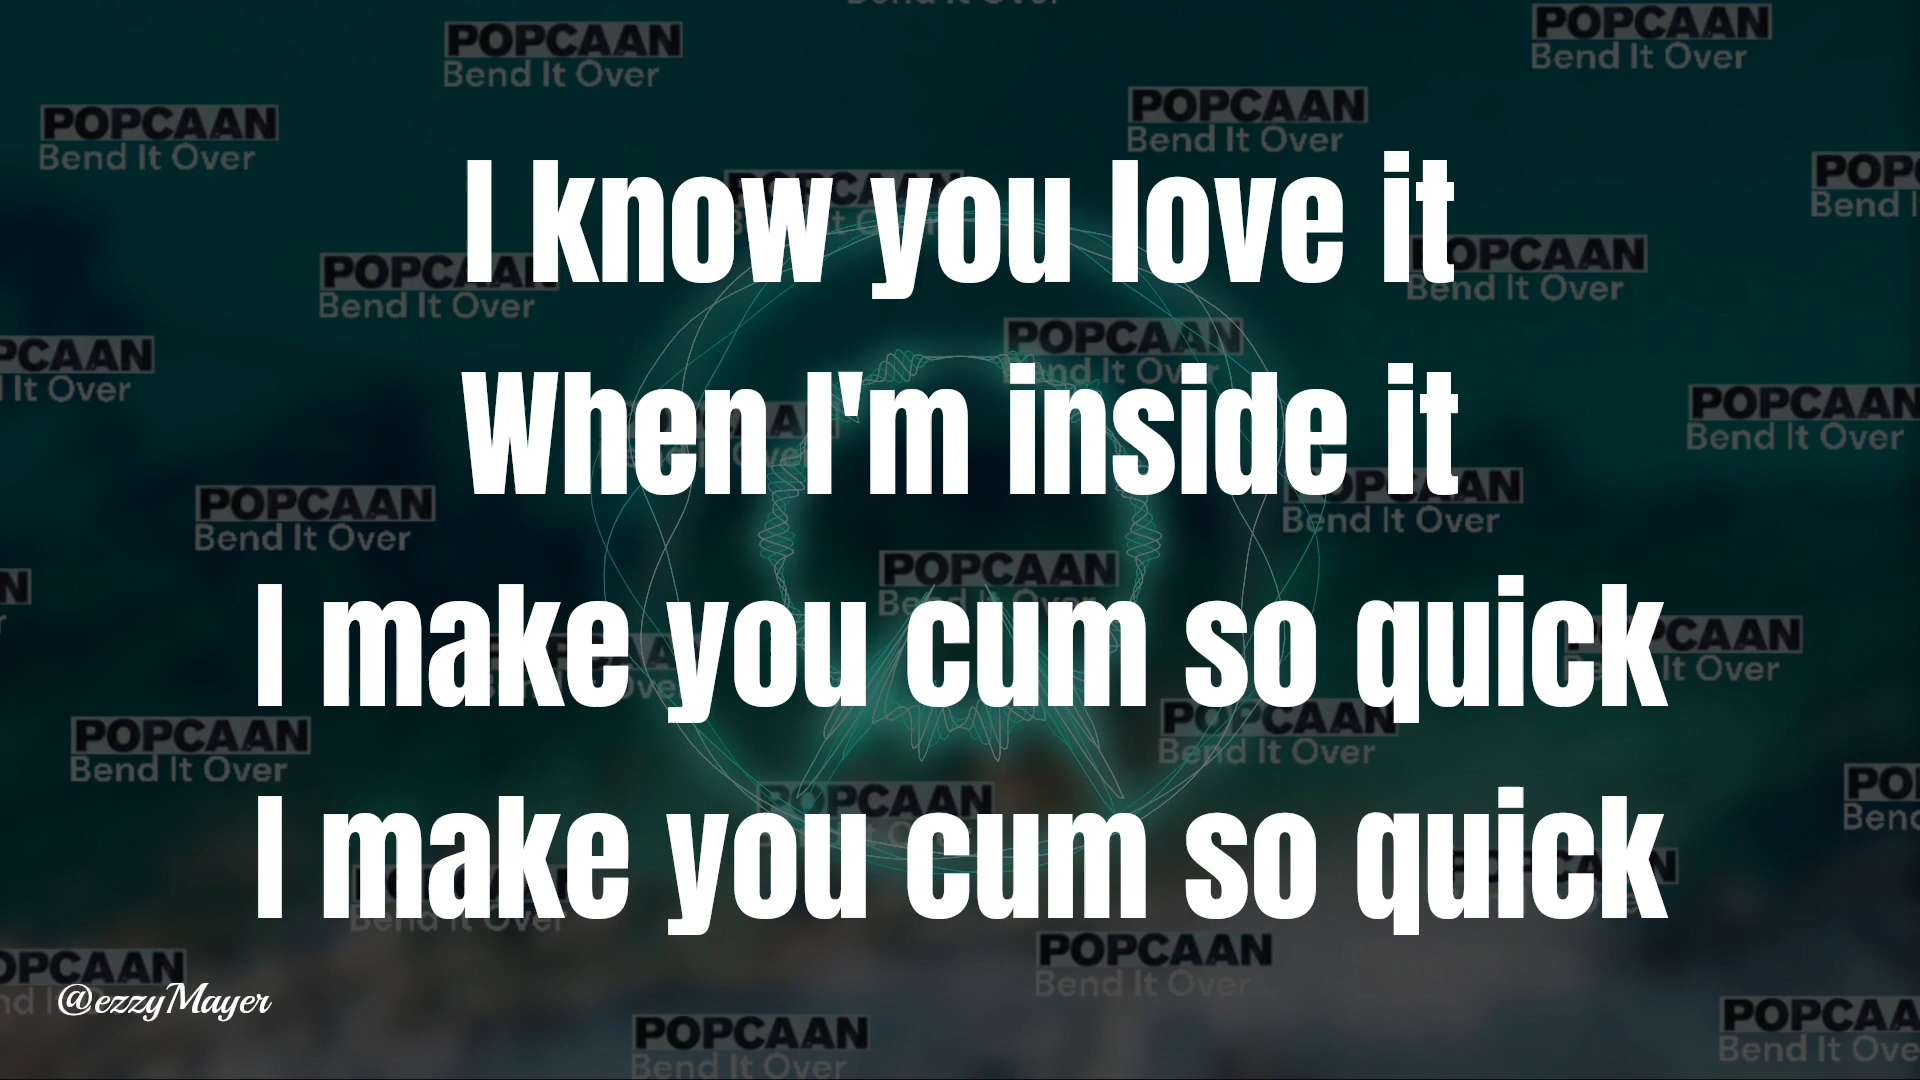 Bend It Over
POPCAAN
Bend It Over
POPCAAN
Bend It Over
POPCAAN
Bend It Over
POPCAAN
Bend It Over
I know you love it
POPCAAN
Bend It Over
POPCAAN
Bend It Over
POPCAAN
Bend It Over
When I'm inside it
POPCAAN
Bend It Over
POPCAAN
Bend It Over
POPCAAN
Bend It Over
POPCAAN
I make you cum so quick
POPCAAN
Bend It Over
POPCAAN
Bend It Over
I make you cum so quick
POPCAAN
Bend It Over
POPCAAN
Bend It Over
@ezzyMayer
POPCAAN
Bend It Over